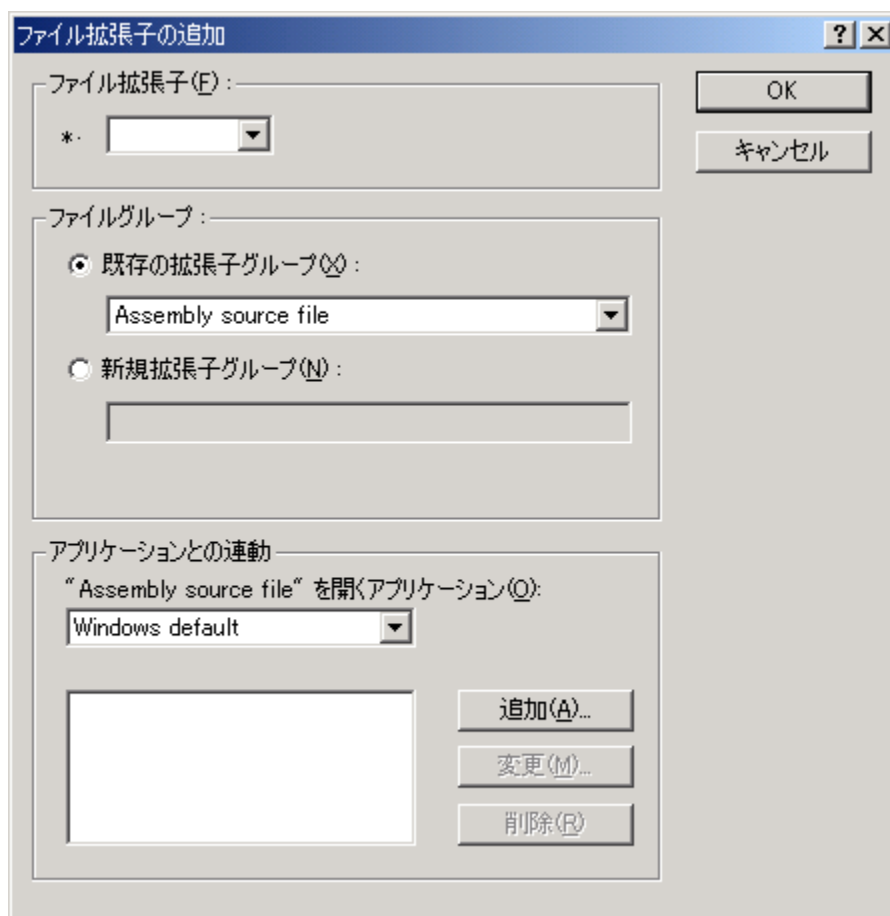 ファイル拡張子の追加
ファイル拡張子(F) :
OK
*.
キャンセル
ファイルグループ :
既存の拡張子グループ(X) :
Assembly source file
新規拡張子グループ(N) :
アプリケーションとの連動
"Assembly source file" を開くアプリケーション(O):
Windows default
追加(A)...
変更(M)...
削除(R)